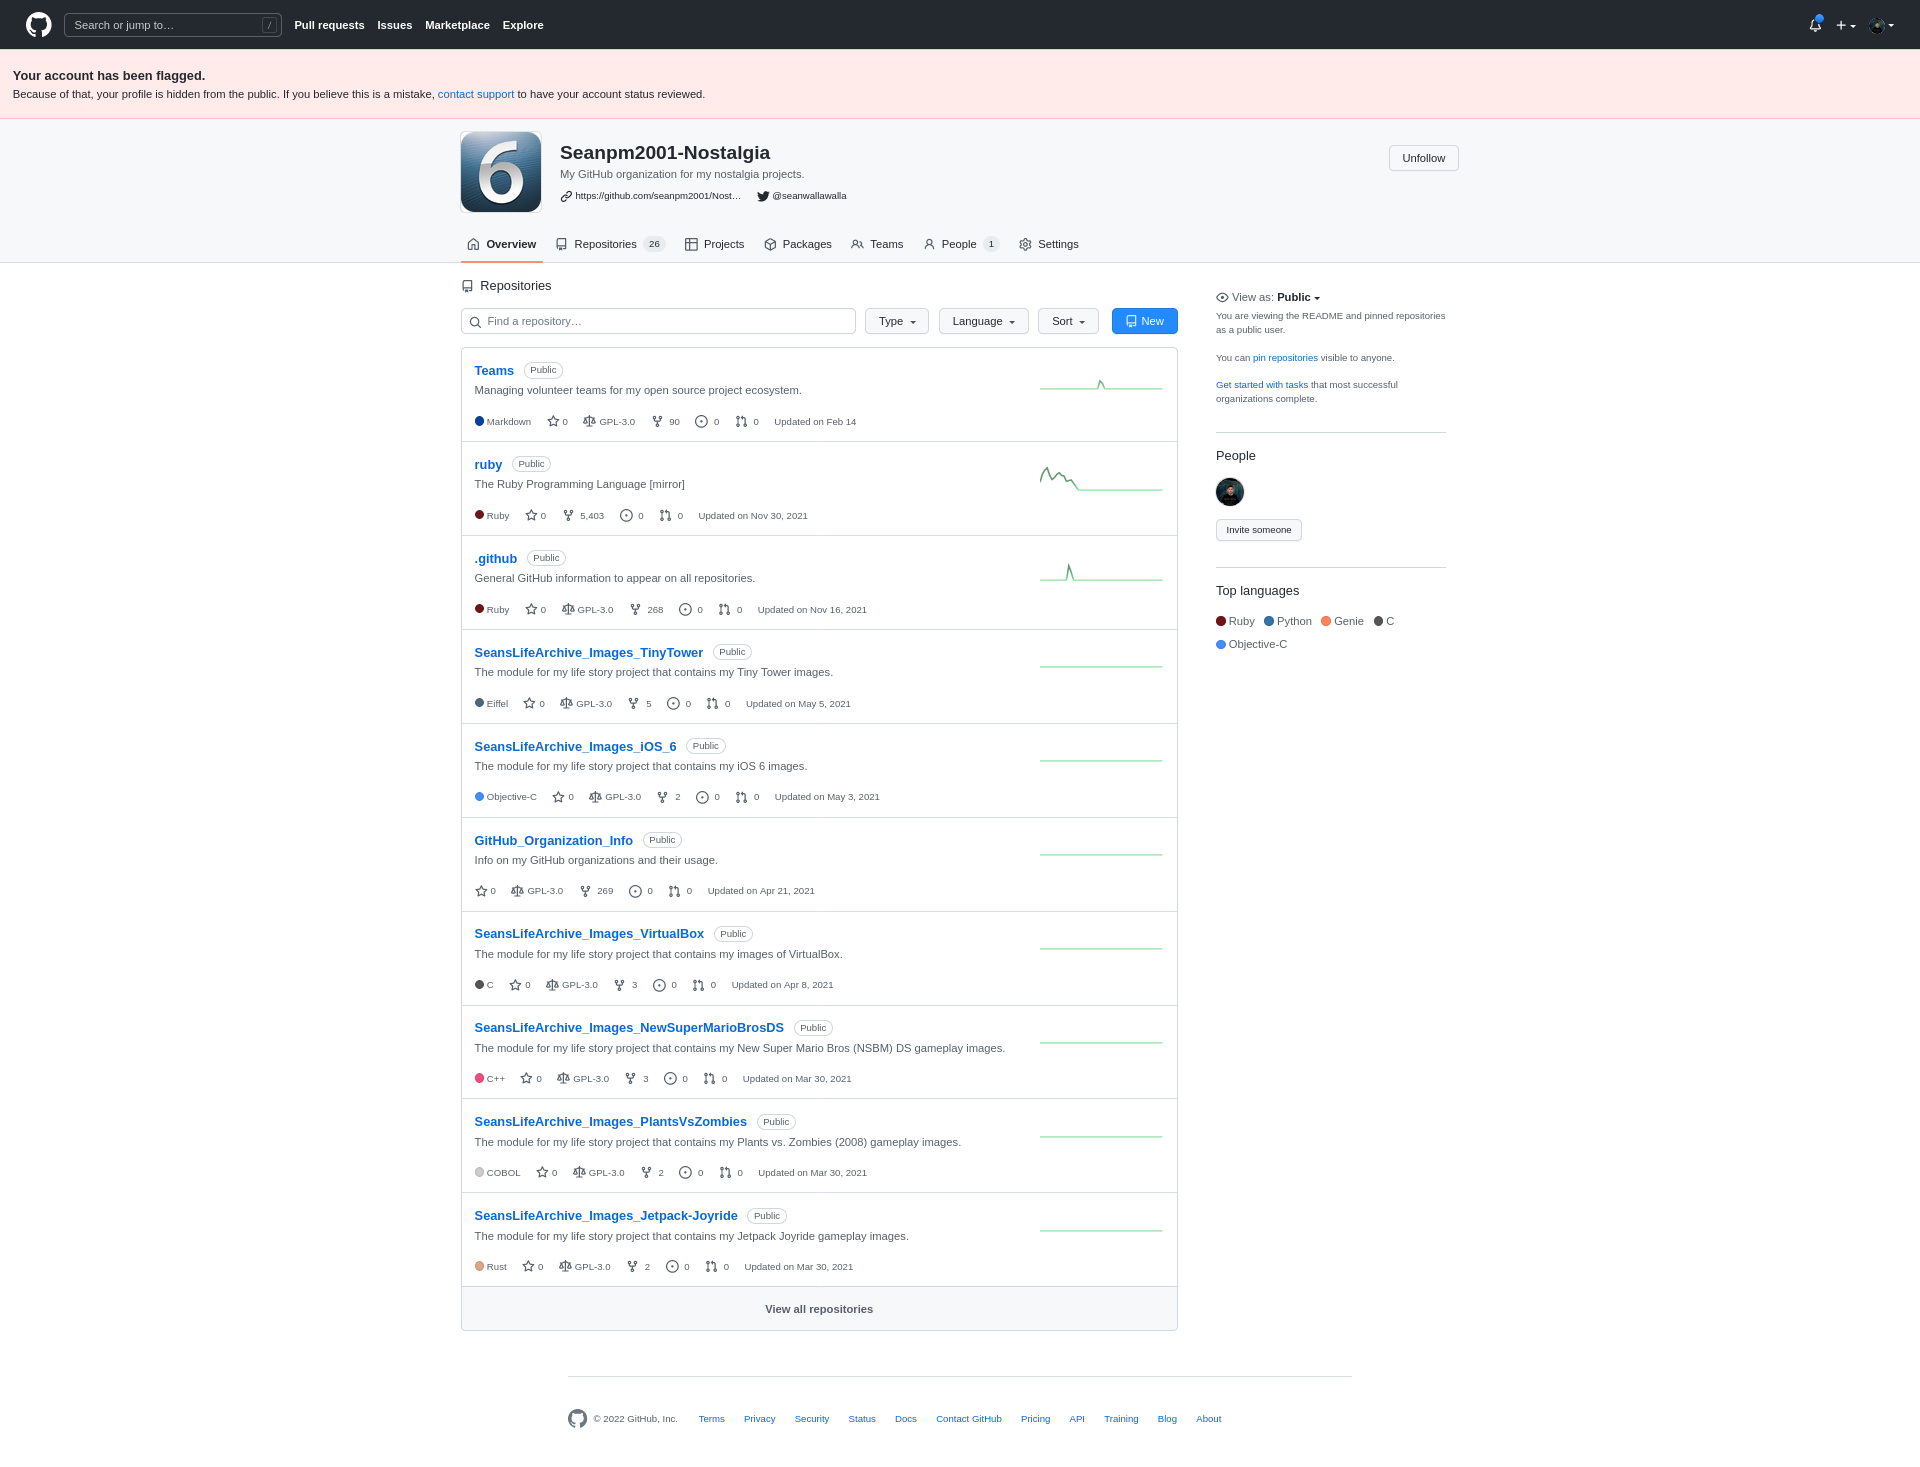 Search or jump to… /
Pull requests Issues Marketplace Explore
Your account has been flagged.
Because of that, your profile is hidden from the public. If you believe this is a mistake, contact support to have your account status reviewed.
6
Seanpm2001-Nostalgia
My GitHub organization for my nostalgia projects.
https://github.com/seanpm2001/Nost… @seanwallawalla
Unfollow
Overview Repositories 26 Projects Packages Teams People 1 Settings
Repositories
Find a repository…
Type Language Sort New
Teams Public
Managing volunteer teams for my open source project ecosystem.
Markdown 0 GPL-3.0 90 0 0 Updated on Feb 14
ruby Public
The Ruby Programming Language [mirror]
Ruby 0 5,403 0 0 Updated on Nov 30, 2021
.github Public
General GitHub information to appear on all repositories.
Ruby 0 GPL-3.0 268 0 0 Updated on Nov 16, 2021
SeansLifeArchive_Images_TinyTower Public
The module for my life story project that contains my Tiny Tower images.
Eiffel 0 GPL-3.0 5 0 0 Updated on May 5, 2021
SeansLifeArchive_Images_iOS_6 Public
The module for my life story project that contains my iOS 6 images.
Objective-C 0 GPL-3.0 2 0 0 Updated on May 3, 2021
GitHub_Organization_Info Public
Info on my GitHub organizations and their usage.
0 GPL-3.0 269 0 0 Updated on Apr 21, 2021
SeansLifeArchive_Images_VirtualBox Public
The module for my life story project that contains my images of VirtualBox.
C 0 GPL-3.0 3 0 0 Updated on Apr 8, 2021
SeansLifeArchive_Images_NewSuperMarioBrosDS Public
The module for my life story project that contains my New Super Mario Bros (NSBM) DS gameplay images.
C++ 0 GPL-3.0 3 0 0 Updated on Mar 30, 2021
SeansLifeArchive_Images_PlantsVsZombies Public
The module for my life story project that contains my Plants vs. Zombies (2008) gameplay images.
COBOL 0 GPL-3.0 2 0 0 Updated on Mar 30, 2021
SeansLifeArchive_Images_Jetpack-Joyride Public
The module for my life story project that contains my Jetpack Joyride gameplay images.
Rust 0 GPL-3.0 2 0 0 Updated on Mar 30, 2021
View all repositories
View as: Public
You are viewing the README and pinned repositories
as a public user.
You can pin repositories visible to anyone.
Get started with tasks that most successful
organizations complete.
People
Invite someone
Top languages
Ruby Python Genie C
Objective-C
© 2022 GitHub, Inc. Terms Privacy Security Status Docs Contact GitHub Pricing API Training Blog About